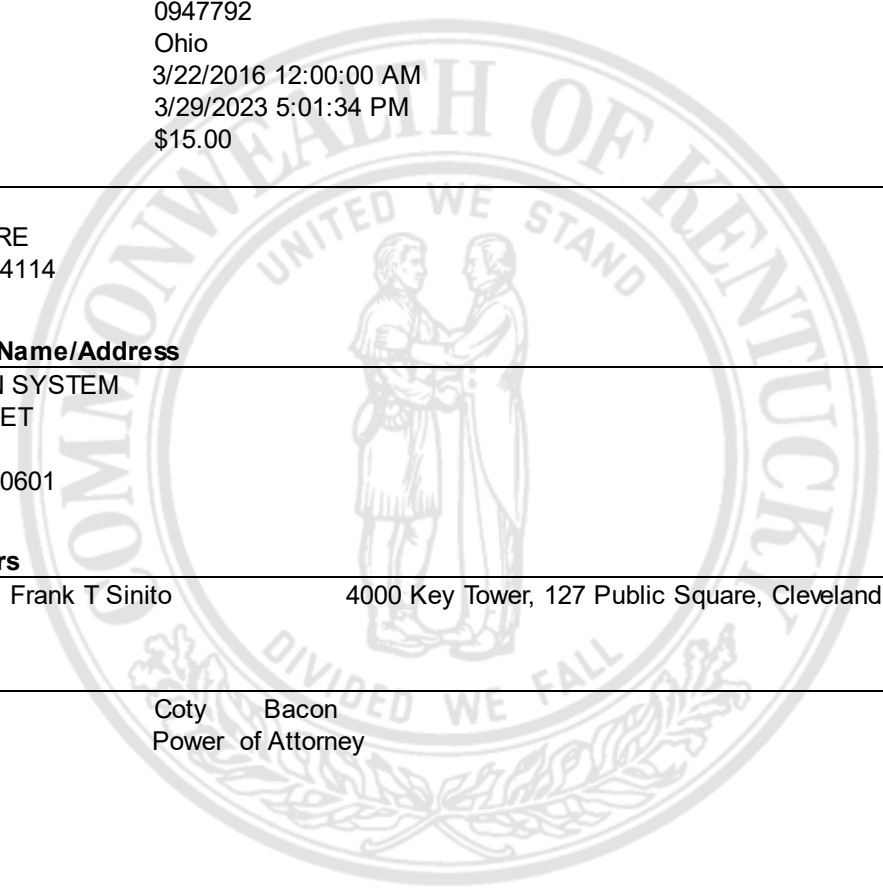 0947792
Ohio
3/22/2016 12:00:00 AM
3/29/2023 5:01:34 PM
$15.00
COMMONWEALTH OF KENTUCKY
UNITED WE STAND
DIVIDED WE FALL
RE
4114
Name/Address
N SYSTEM
ET
0601
rs
Frank T Sinito 4000 Key Tower, 127 Public Square, Cleveland
Coty Bacon
Power of Attorney